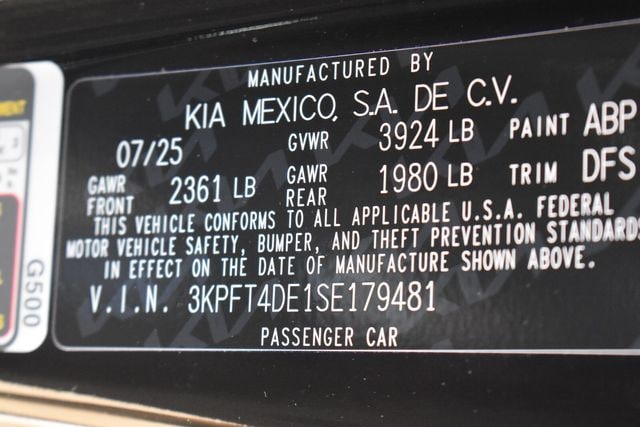 MANUFACTURED BY
KIA MEXICO, S.A. DE C.V.
07/25 GVWR 3924 LB PAINT ABP
GAWR FRONT 2361 LB GAWR REAR 1980 LB TRIM DFS
THIS VEHICLE CONFORMS TO ALL APPLICABLE U.S.A. FEDERAL
MOTOR VEHICLE SAFETY, BUMPER, AND THEFT PREVENTION STANDARDS
IN EFFECT ON THE DATE OF MANUFACTURE SHOWN ABOVE.
V.I.N. 3KPFT4DE1SE179481
PASSENGER CAR
G500